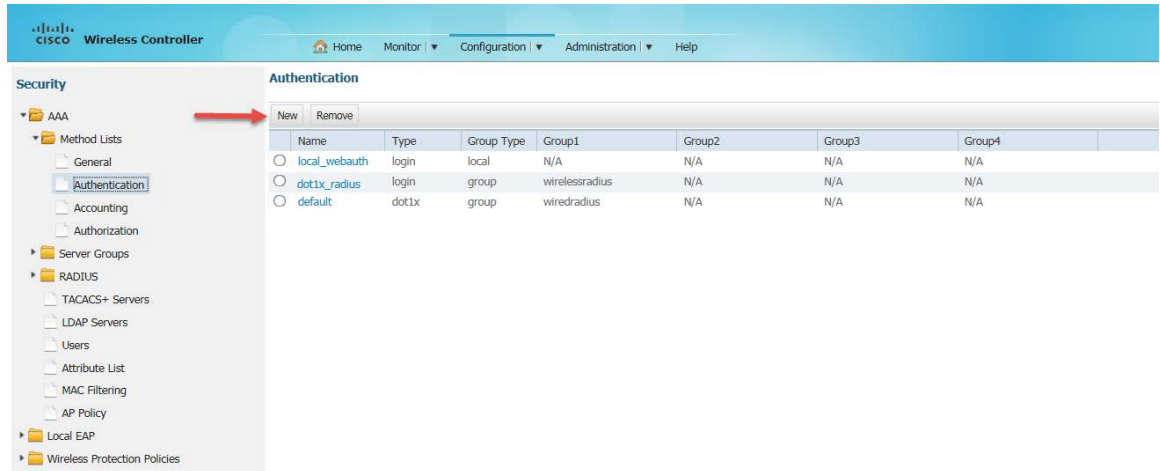 CISCO Wireless Controller
Home Monitor Configuration Administration Help
Security
AAA
Method Lists
General
Authentication
Accounting
Authorization
Server Groups
RADIUS
TACACS+ Servers
LDAP Servers
Users
Attribute List
MAC Filtering
AP Policy
Local EAP
Wireless Protection Policies
Authentication
New Remove
Name Type Group Type Group1 Group2 Group3 Group4
local_webauth login local N/A N/A N/A N/A
dot1x_radius login group wirelessradius N/A N/A N/A
default dot1x group wiredradius N/A N/A N/A